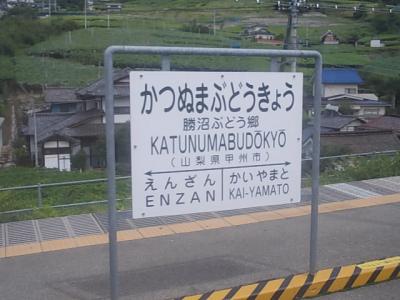 かつぬまぶどうきょう
勝沼ぶどう郷
KATUNUMABUDŌKYŌ
(山梨県甲州市)
えんざん かいやまと
ENZAN KAI-YAMATO